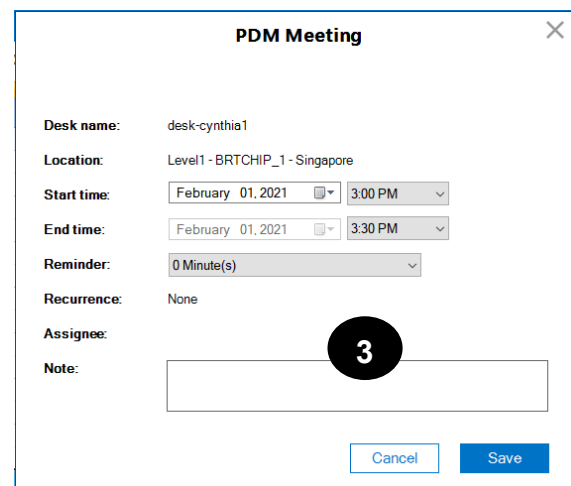 PDM Meeting
Desk name: desk-cynthia1
Location: Level1 - BRTCHIP_1 - Singapore
Start time: February 01, 2021 3:00 PM
End time: February 01, 2021 3:30 PM
Reminder: 0 Minute(s)
Recurrence: None
Assignee:
3
Note:
Cancel Save